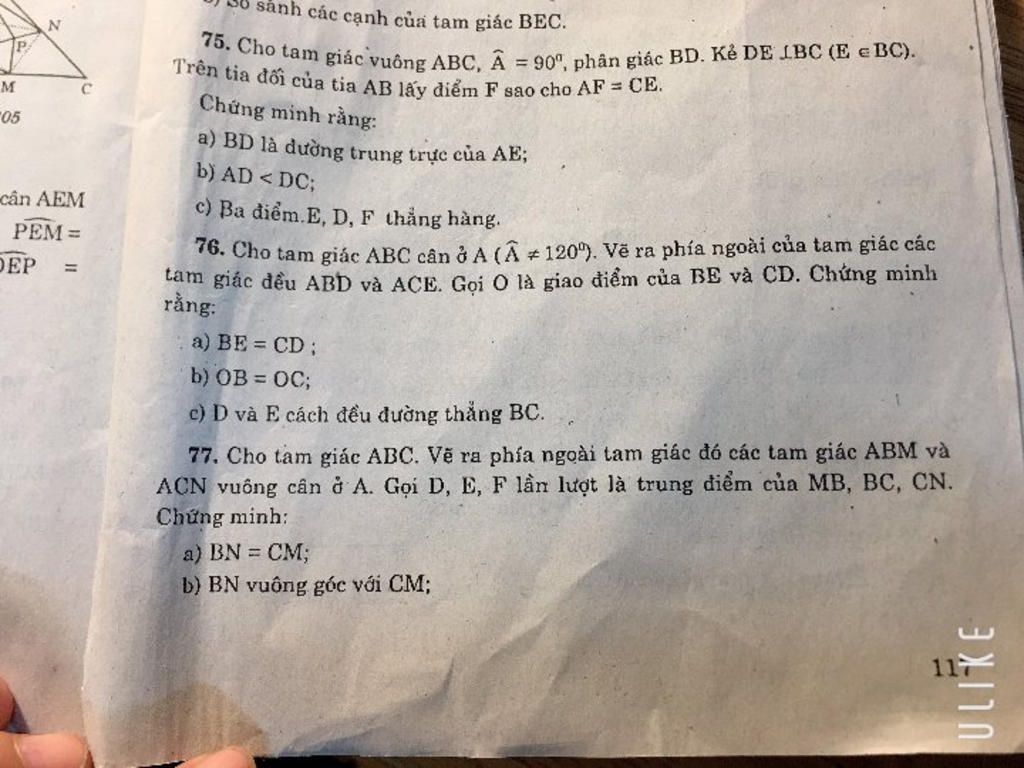 N
P
M
C
cân AEM
PEM =
=
So sánh các cạnh của tam giác BEC.
75. Cho tam giác vuông ABC, Â = 90⁰, phân giác BD. Kẻ DE ⊥BC (E ∈ BC).
Trên tia đối của tia AB lấy điểm F sao cho AF = CE.
Chứng minh rằng:
a) BD là đường trung trực của AE;
b) AD < DC;
c) Ba điểm E, D, F thẳng hàng.
76. Cho tam giác ABC cân ở A (Â ≠ 120⁰). Vẽ ra phía ngoài của tam giác các
tam giác đều ABD và ACE. Gọi O là giao điểm của BE và CD. Chứng minh
rằng:
a) BE = CD ;
b) OB = OC;
c) D và E cách đều đường thẳng BC.
77. Cho tam giác ABC. Vẽ ra phía ngoài tam giác đó các tam giác ABM và
ACN vuông cân ở A. Gọi D, E, F lần lượt là trung điểm của MB, BC, CN.
Chứng minh:
a) BN = CM;
b) BN vuông góc với CM;
117
ULIKE